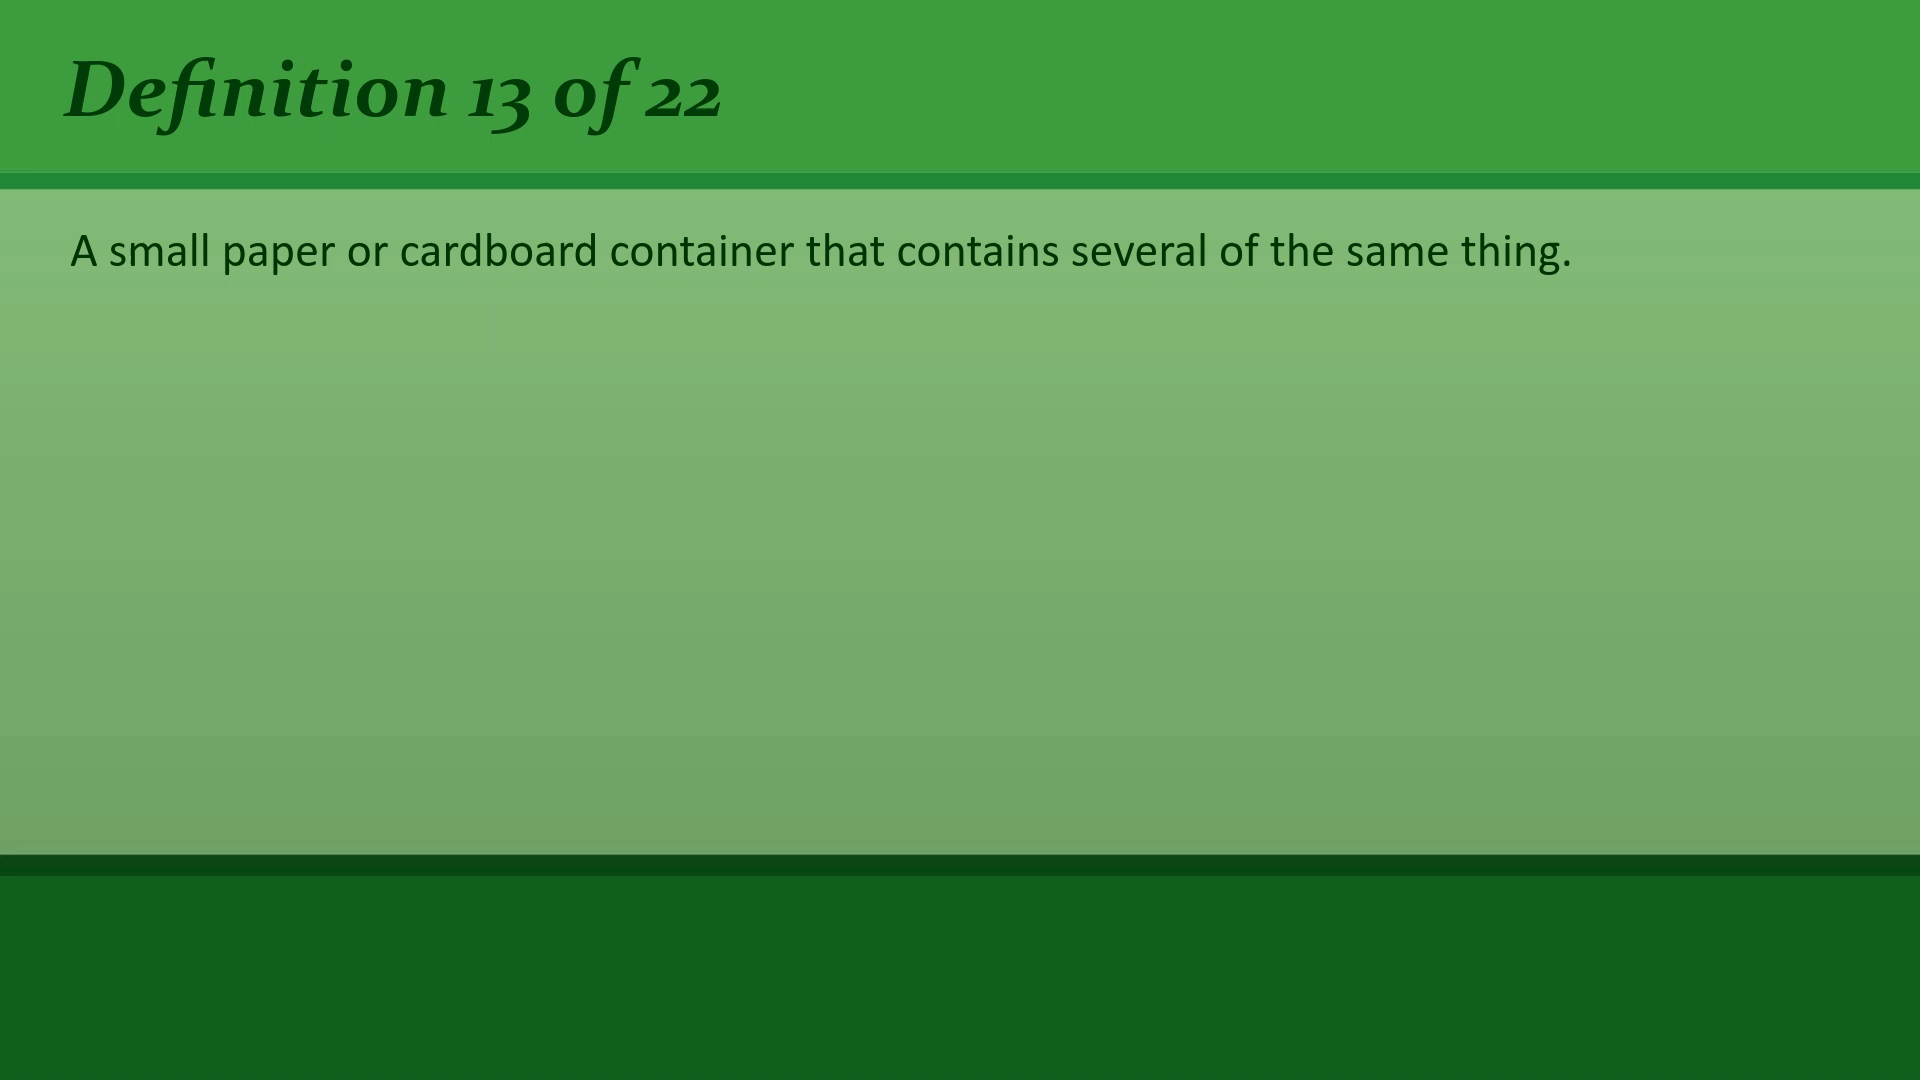 Definition 13 of 22
A small paper or cardboard container that contains several of the same thing.